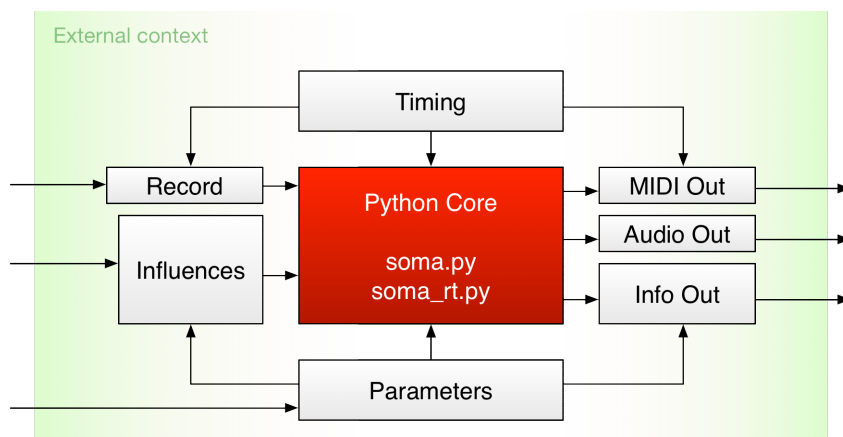 External context
Timing
Record
Python Core
MIDI Out
Audio Out
Influences
soma.py
soma_rt.py
Info Out
Parameters